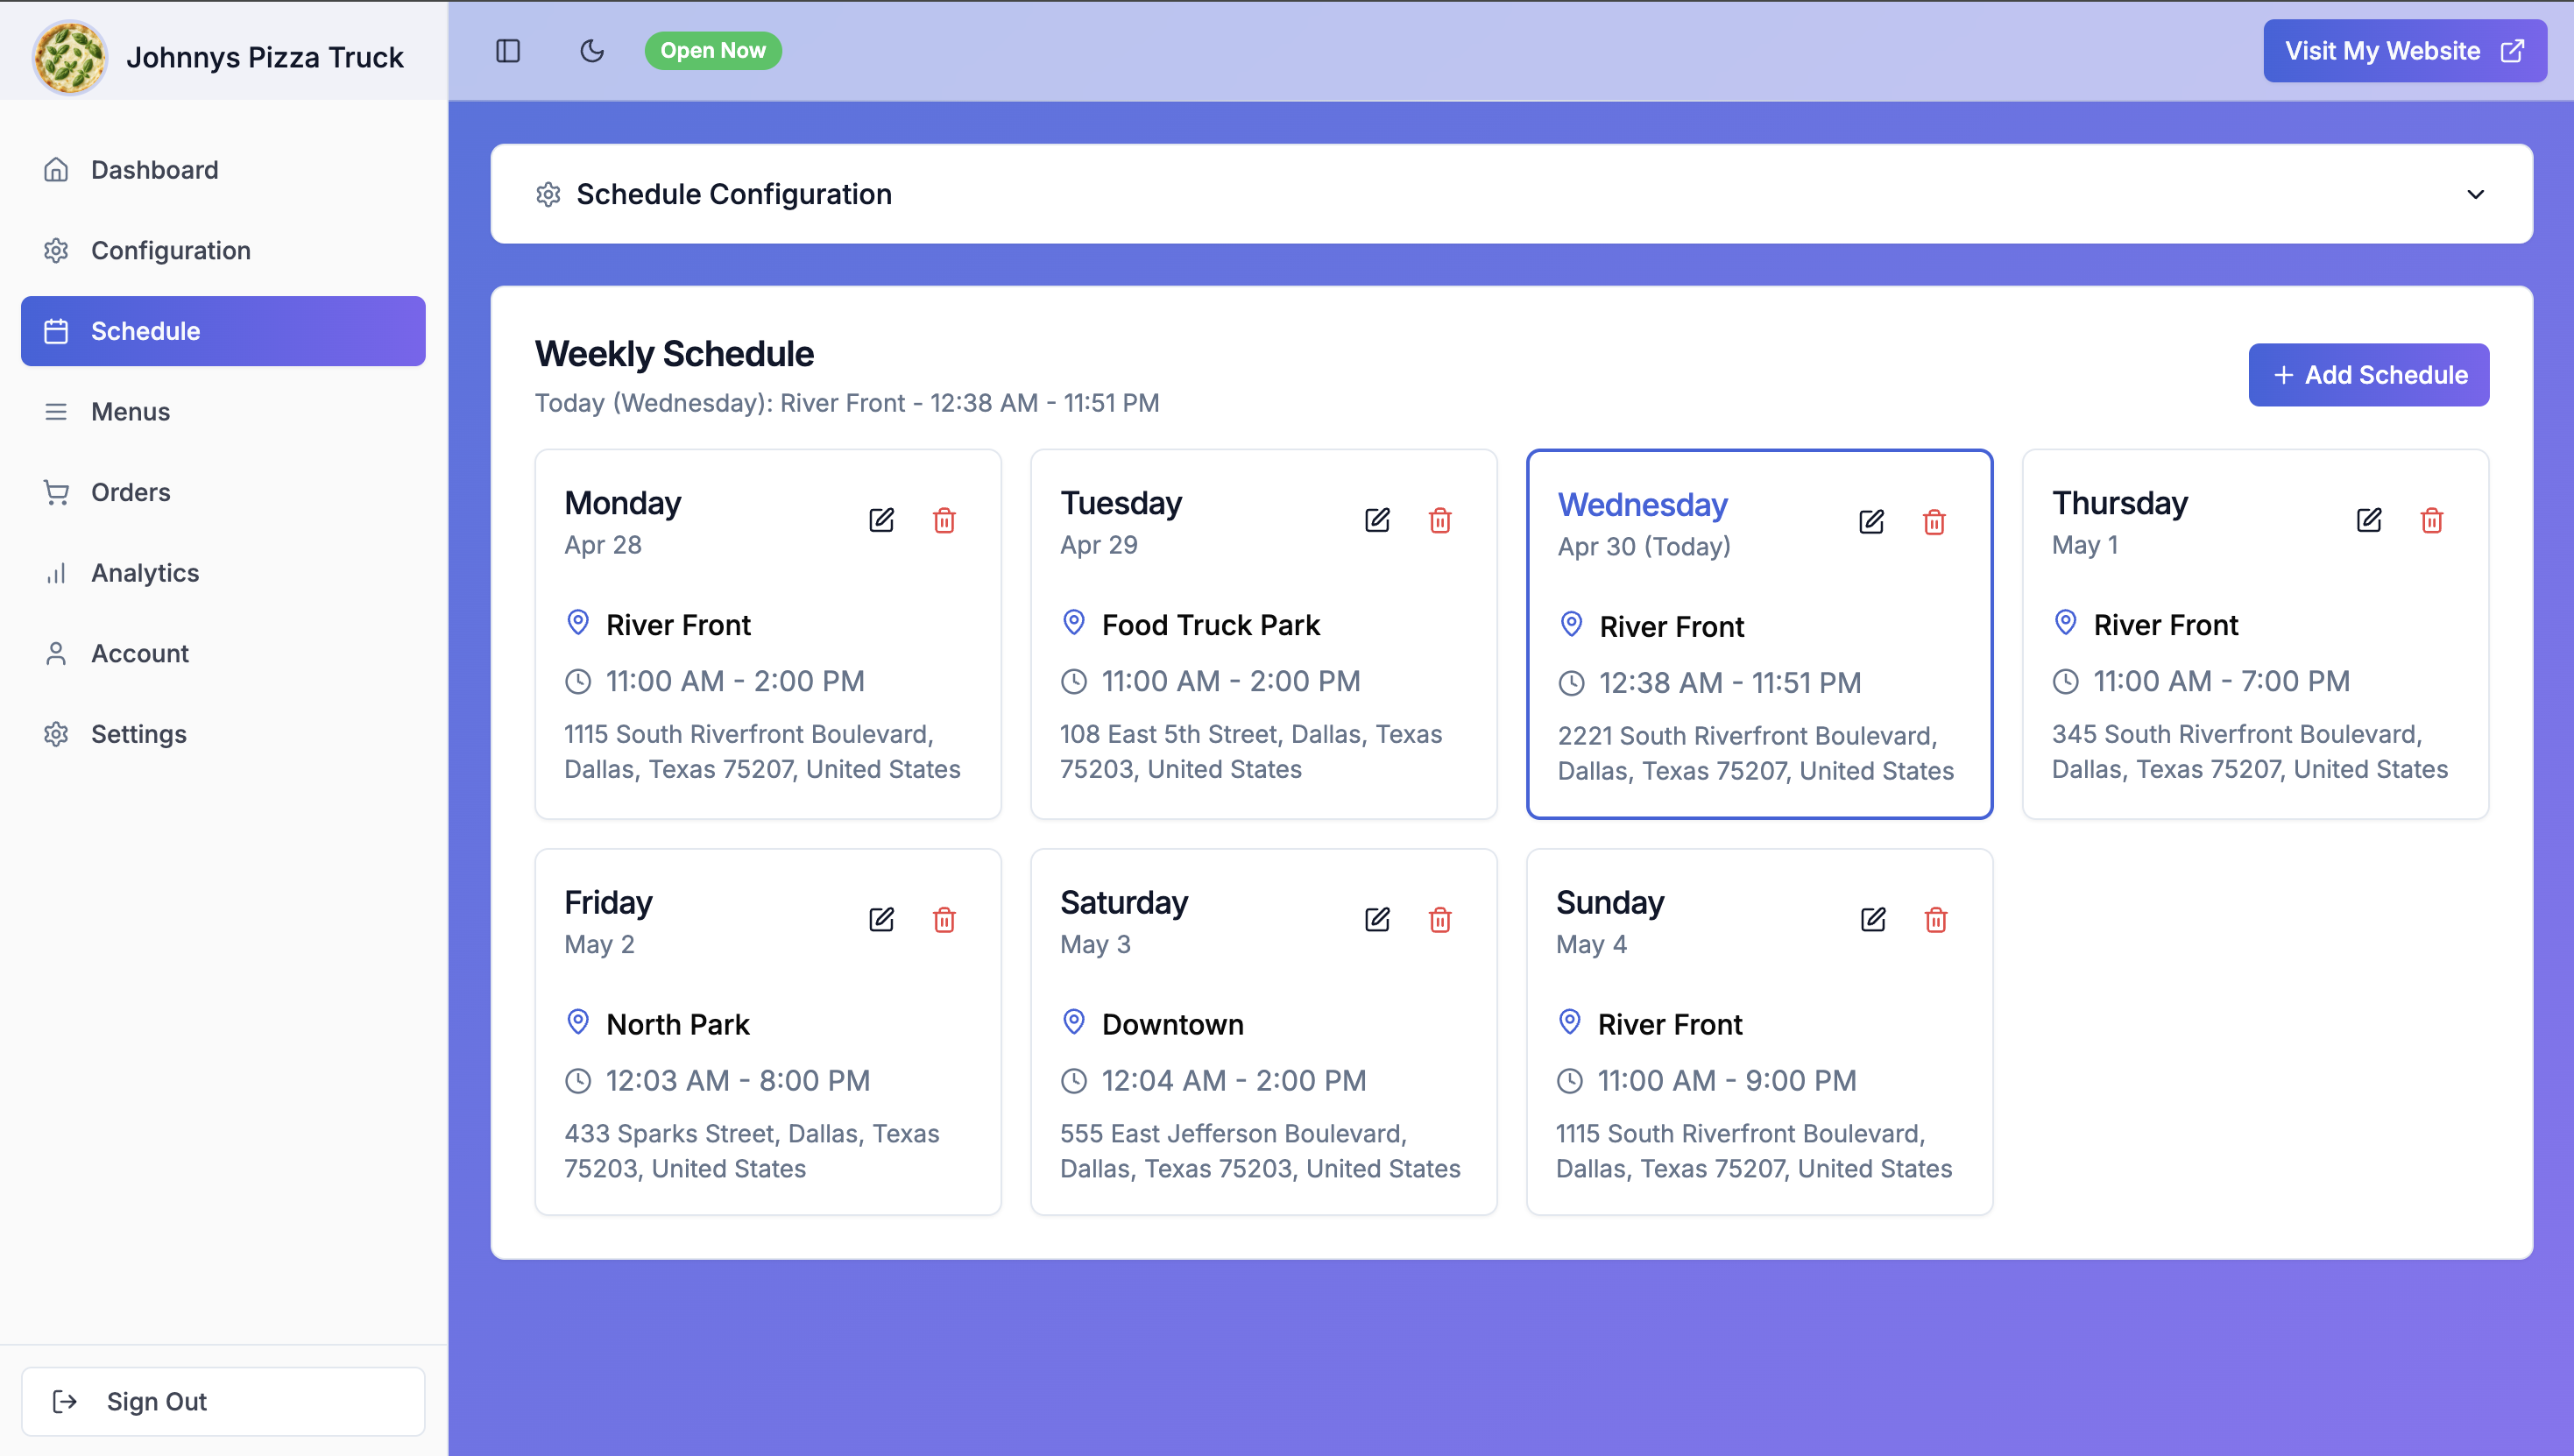 Johnnys Pizza Truck
Open Now
Visit My Website
Dashboard
Configuration
Schedule
Menus
Orders
Analytics
Account
Settings
Sign Out
Schedule Configuration
Weekly Schedule
Today (Wednesday): River Front - 12:38 AM - 11:51 PM
Add Schedule
Monday
Apr 28
River Front
11:00 AM - 2:00 PM
1115 South Riverfront Boulevard,
Dallas, Texas 75207, United States
Tuesday
Apr 29
Food Truck Park
11:00 AM - 2:00 PM
108 East 5th Street, Dallas, Texas
75203, United States
Wednesday
Apr 30 (Today)
River Front
12:38 AM - 11:51 PM
2221 South Riverfront Boulevard,
Dallas, Texas 75207, United States
Thursday
May 1
River Front
11:00 AM - 7:00 PM
345 South Riverfront Boulevard,
Dallas, Texas 75207, United States
Friday
May 2
North Park
12:03 AM - 8:00 PM
433 Sparks Street, Dallas, Texas
75203, United States
Saturday
May 3
Downtown
12:04 AM - 2:00 PM
555 East Jefferson Boulevard,
Dallas, Texas 75203, United States
Sunday
May 4
River Front
11:00 AM - 9:00 PM
1115 South Riverfront Boulevard,
Dallas, Texas 75207, United States